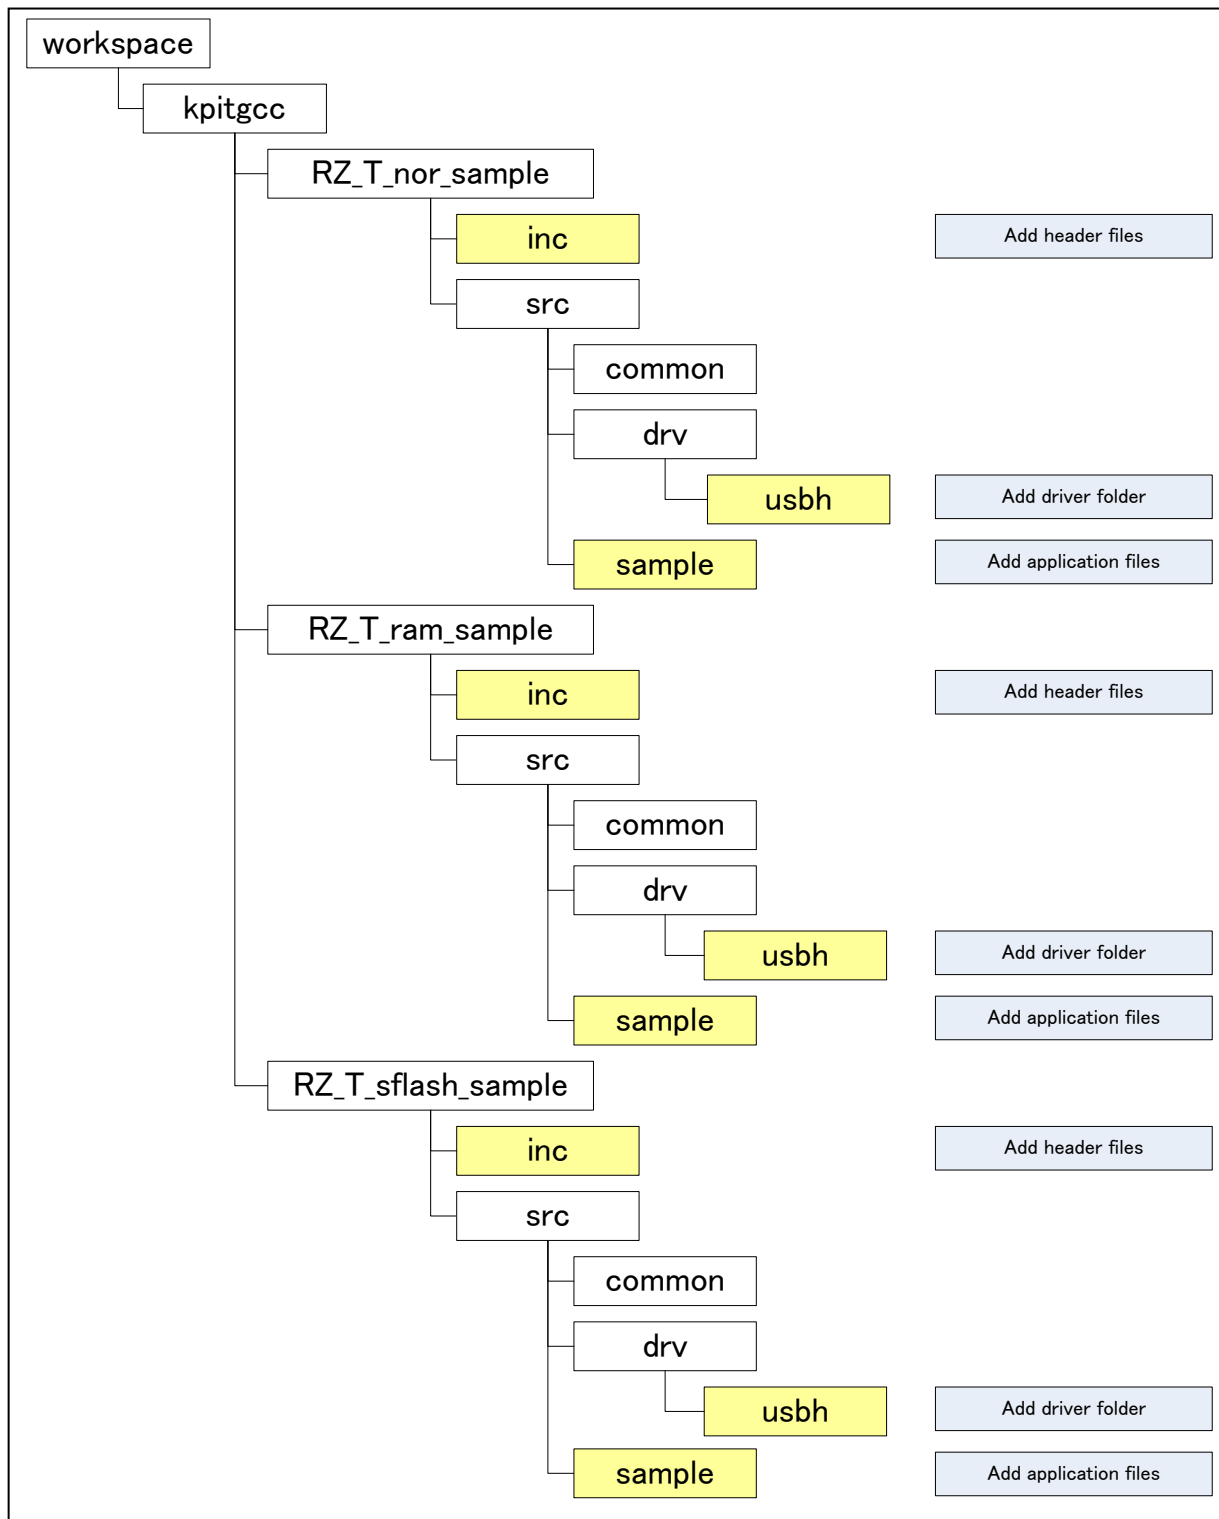 workspace
kpitgcc
RZ_T_nor_sample
inc
Add header files
src
common
drv
usbh
Add driver folder
sample
Add application files
RZ_T_ram_sample
inc
Add header files
src
common
drv
usbh
Add driver folder
sample
Add application files
RZ_T_sflash_sample
inc
Add header files
src
common
drv
usbh
Add driver folder
sample
Add application files